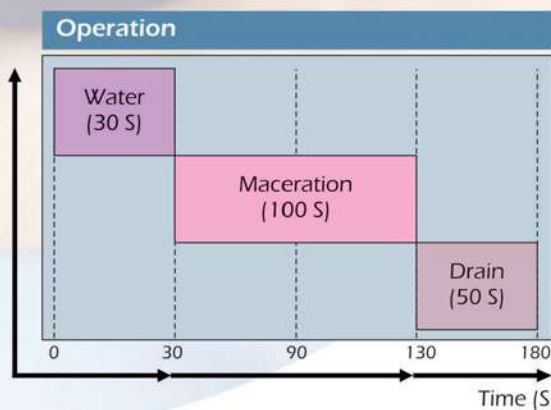 Operation
Water
(30 S)
Maceration
(100 S)
Drain
(50 S)
0 30 90 130 180
Time (S